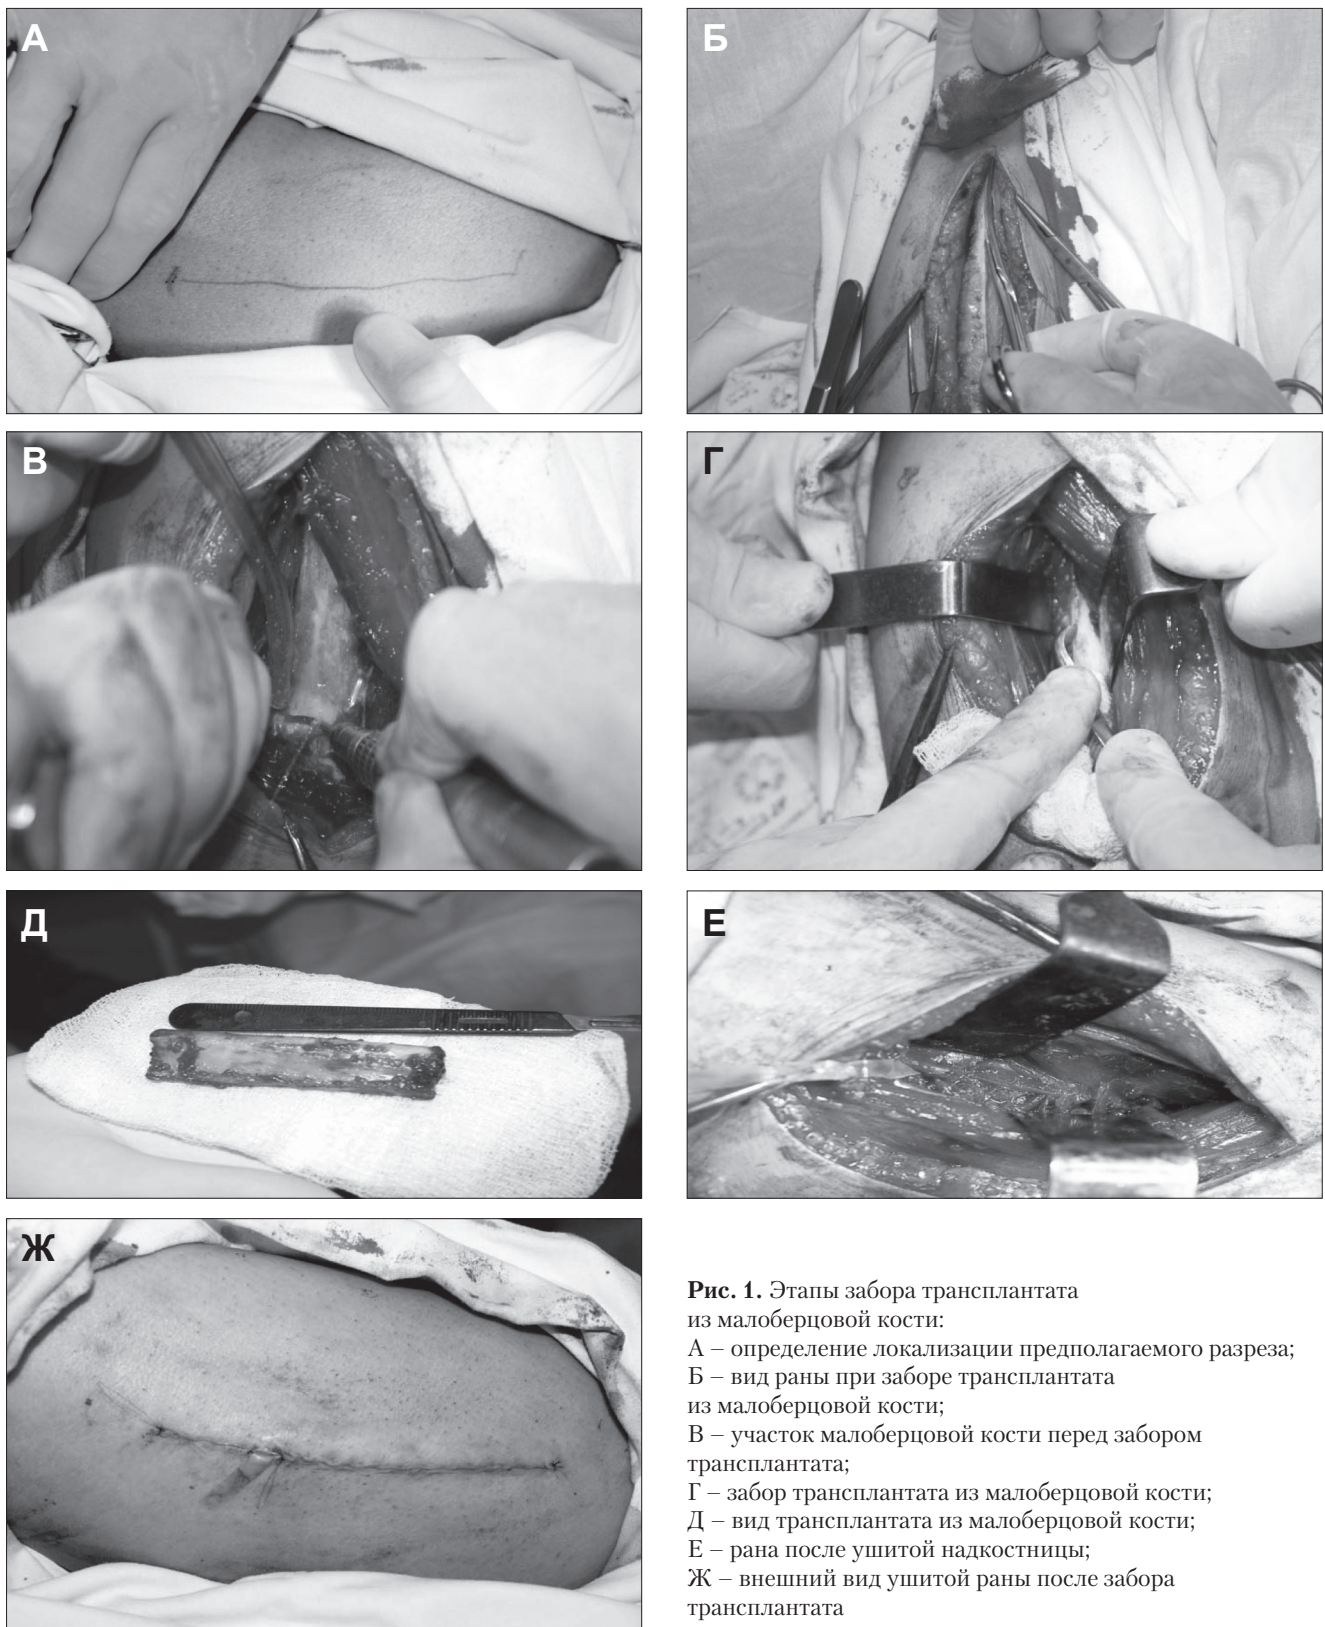 А
Б
В
Г
Д
Е
Ж
Рис. 1. Этапы забора трансплантата
из малоберцовой кости:
А – определение локализации предполагаемого разреза;
Б – вид раны при заборе трансплантата
из малоберцовой кости;
В – участок малоберцовой кости перед забором
трансплантата;
Г – забор трансплантата из малоберцовой кости;
Д – вид трансплантата из малоберцовой кости;
Е – рана после ушитой надкостницы;
Ж – внешний вид ушитой раны после забора
трансплантата